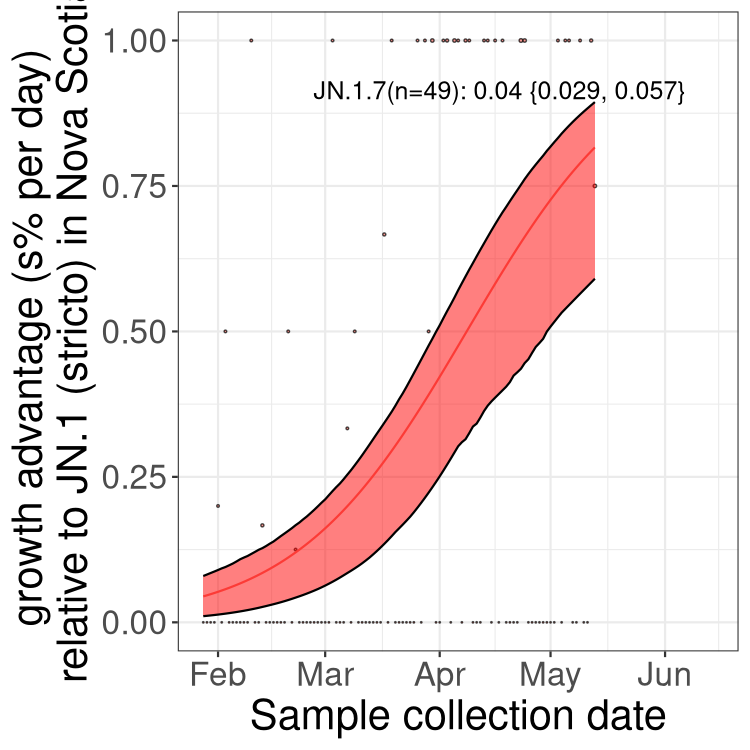 growth advantage (s% per day)
relative to JN.1 (stricto) in Nova Scotia
1.00
0.75
0.50
0.25
0.00
JN.1.7(n=49): 0.04 {0.029, 0.057}
Feb Mar Apr May Jun
Sample collection date